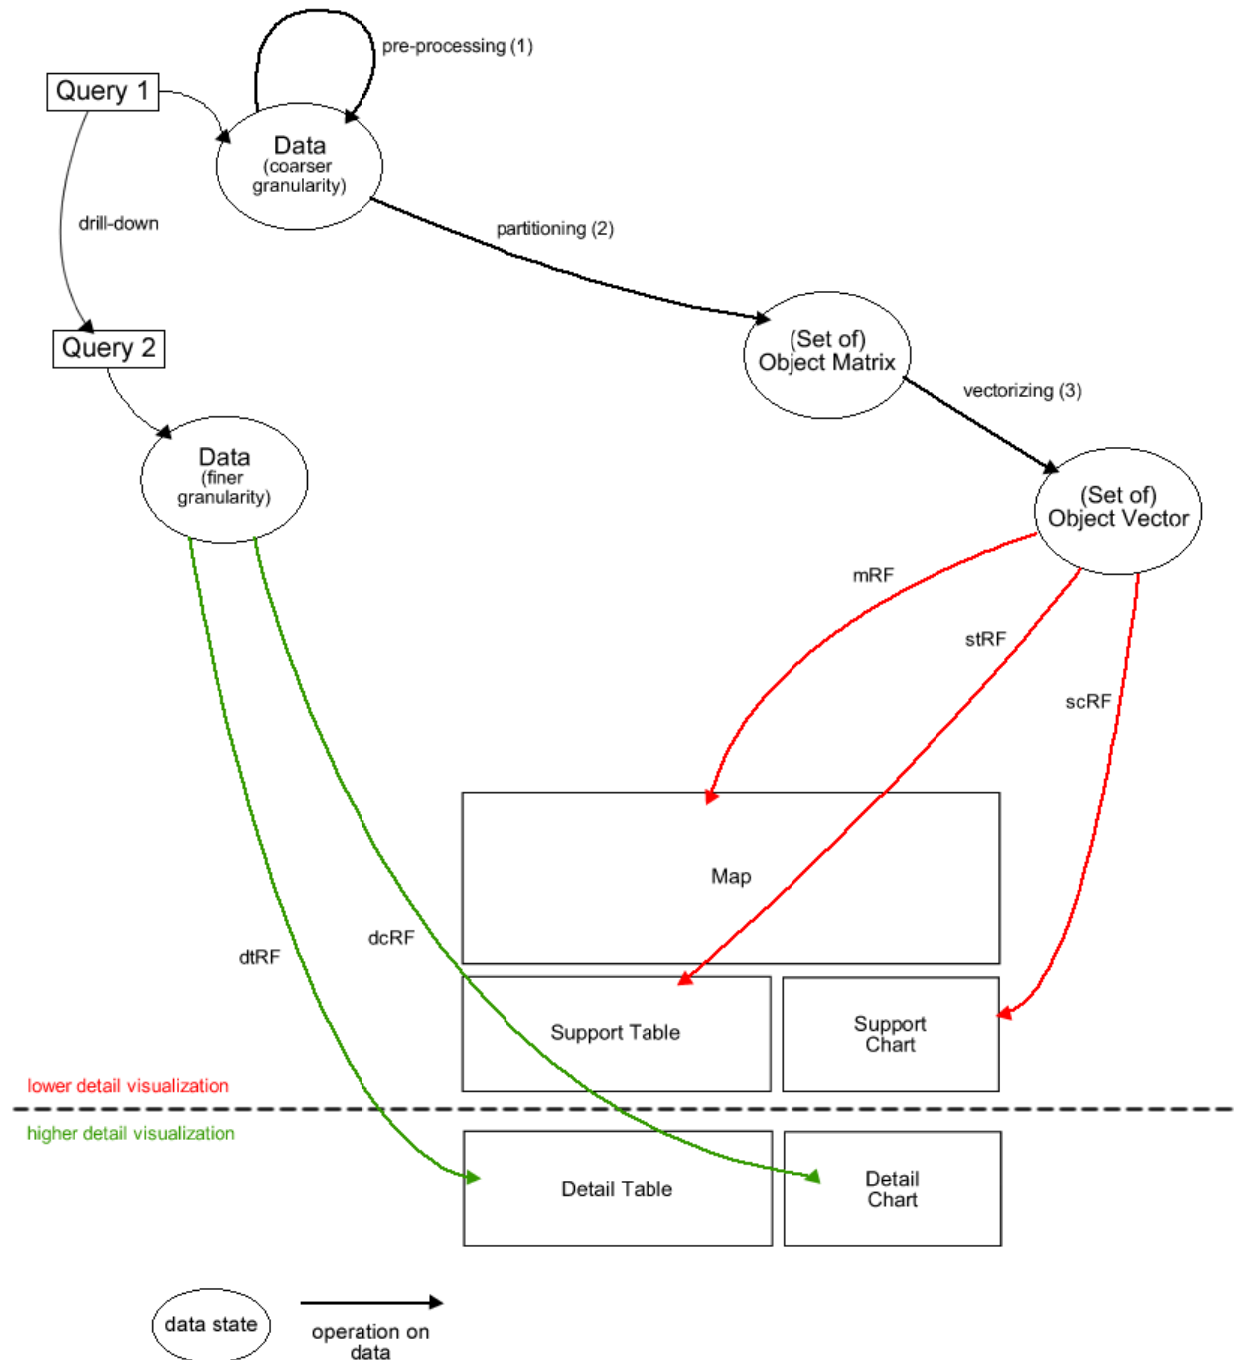 pre-processing (1)
Query 1
Data
(coarser
granularity)
drill-down
partitioning (2)
Query 2
(Set of)
Object Matrix
vectorizing (3)
Data
(finer
granularity)
(Set of)
Object Vector
mRF
stRF
scRF
Map
dcRF
dtRF
Support Table
Support
Chart
lower detail visualization
higher detail visualization
Detail Table
Detail
Chart
data state
operation on
data